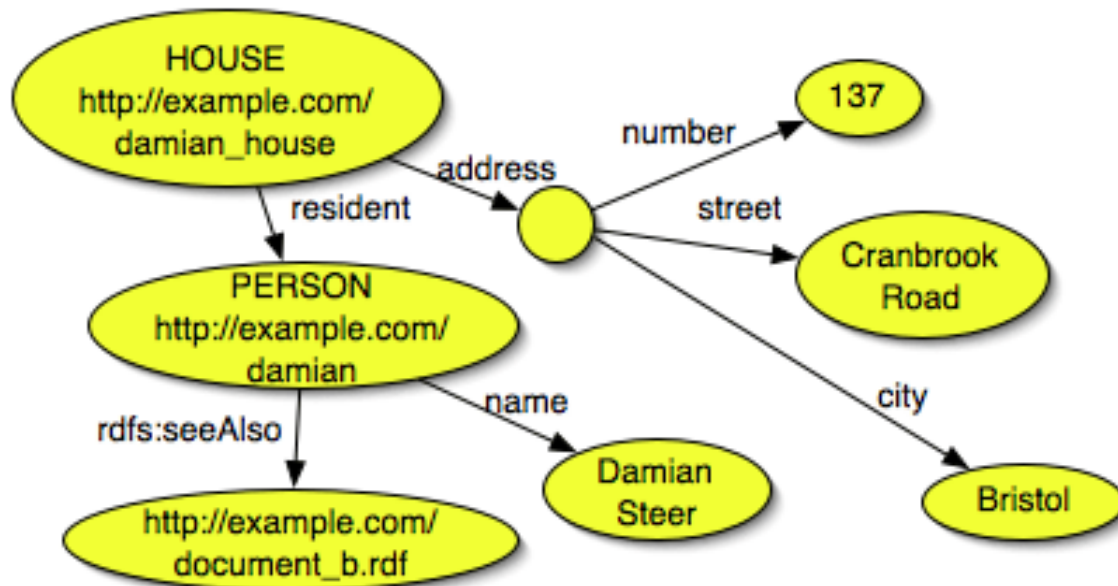 HOUSE
http://example.com/
damian_house
137
number
address
street
resident
Cranbrook
Road
PERSON
http://example.com/
damian
name
city
rdfs:seeAlso
Damian
Steer
Bristol
http://example.com/
document_b.rdf